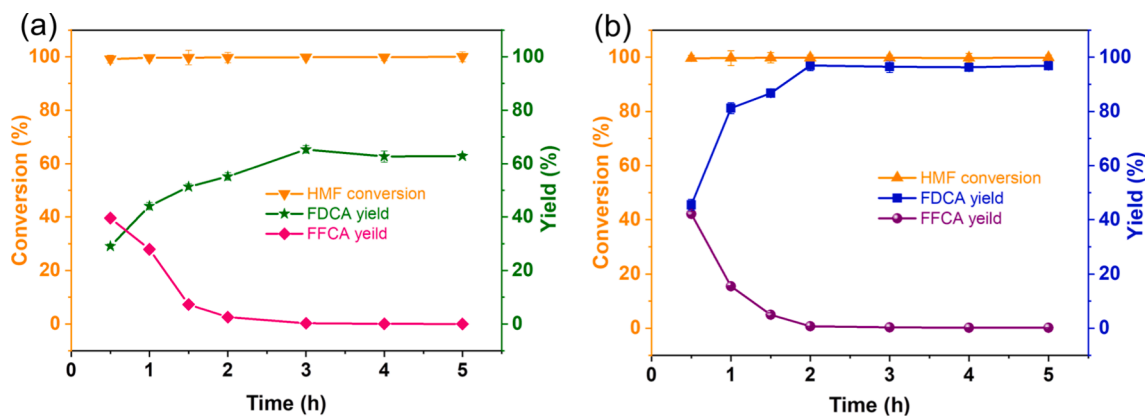 (a)
100
80
60
40
20
0
Conversion (%)
HMF conversion
FDCA yield
FFCA yeild
100
80
60
40
20
0
Yield (%)
0 1 2 3 4 5
Time (h)
(b)
100
80
60
40
20
0
Conversion (%)
HMF conversion
FDCA yield
FFCA yeild
100
80
60
40
20
0
Yield (%)
0 1 2 3 4 5
Time (h)